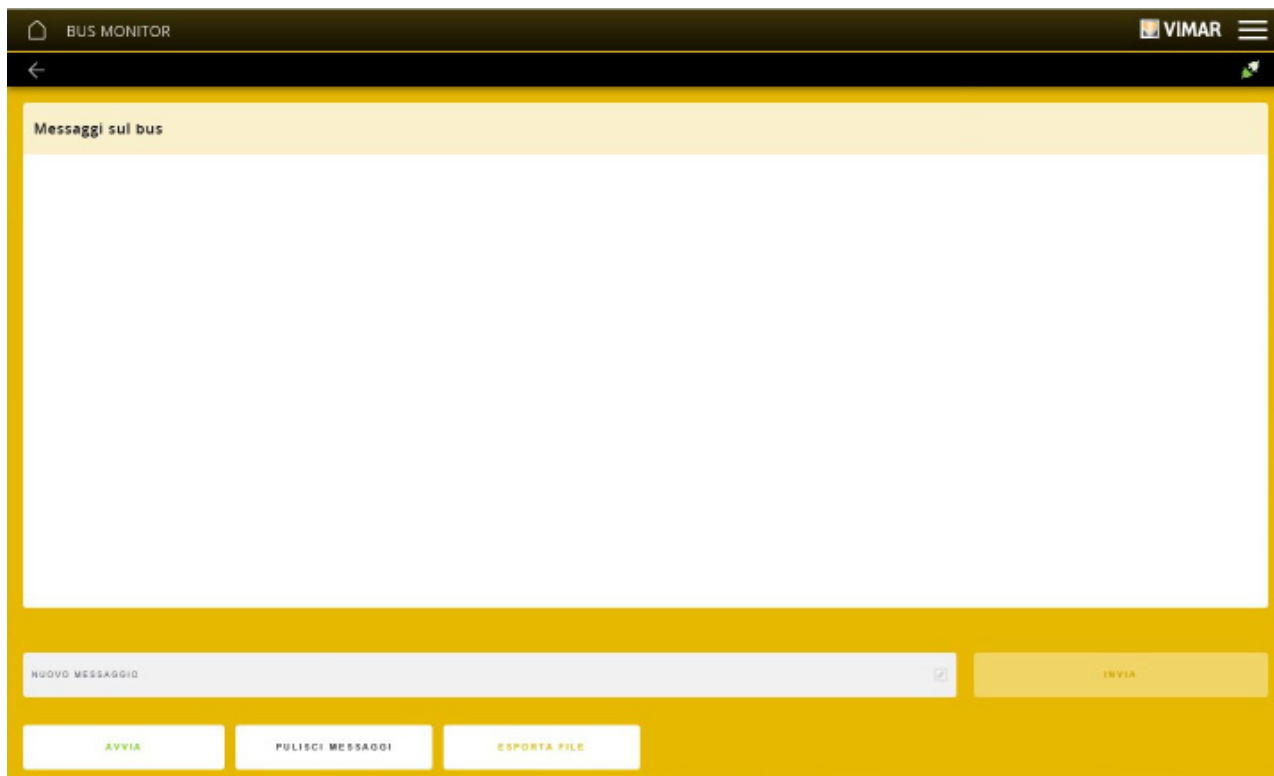 BUS MONITOR
VIMAR
Messaggi sul bus
NUOVO MESSAGGIO
INVIA
AVVIA
PULISCI MESSAGGI
ESPORTA FILE